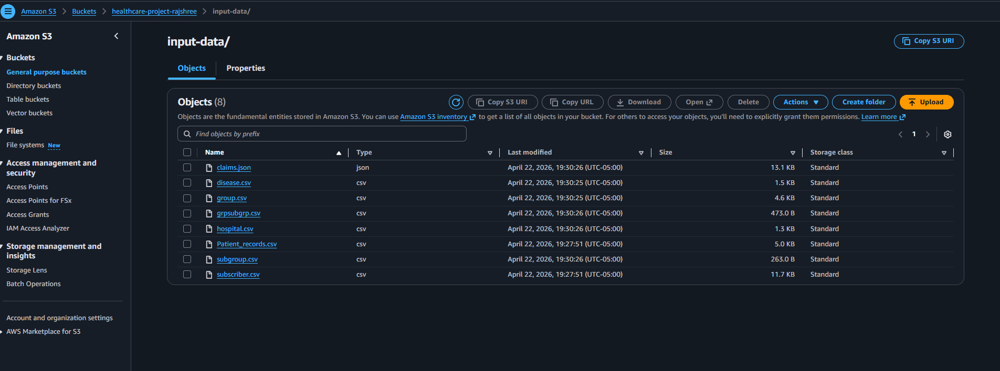 Amazon S3 > Buckets > healthcare-project-rajshree > input-data/
Amazon S3
Buckets
General purpose buckets
Directory buckets
Table buckets
Vector buckets
Files
File systems New
Access management and
security
Access Points
Access Points for FSx
Access Grants
IAM Access Analyzer
Storage management and
insights
Storage Lens
Batch Operations
Account and organization settings
AWS Marketplace for S3
input-data/
Copy S3 URI
Objects Properties
Objects (8)
Copy S3 URI Copy URL Download Open Delete Actions Create folder Upload
Objects are the fundamental entities stored in Amazon S3. You can use Amazon S3 inventory to get a list of all objects in your bucket. For others to access your objects, you'll need to explicitly grant them permissions. Learn more
Find objects by prefix
1
Name Type Last modified Size Storage class
claims.json json April 22, 2026, 19:30:26 (UTC-05:00) 13.1 KB Standard
disease.csv csv April 22, 2026, 19:30:25 (UTC-05:00) 1.5 KB Standard
group.csv csv April 22, 2026, 19:30:25 (UTC-05:00) 4.6 KB Standard
grpsubgrp.csv csv April 22, 2026, 19:30:26 (UTC-05:00) 473.0 B Standard
hospital.csv csv April 22, 2026, 19:30:26 (UTC-05:00) 1.3 KB Standard
Patient_records.csv csv April 22, 2026, 19:27:51 (UTC-05:00) 5.0 KB Standard
subgroup.csv csv April 22, 2026, 19:30:26 (UTC-05:00) 263.0 B Standard
subscriber.csv csv April 22, 2026, 19:27:51 (UTC-05:00) 11.7 KB Standard